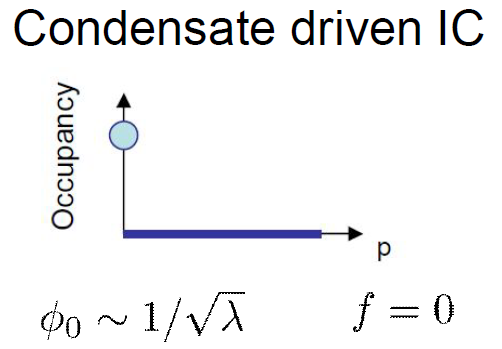 Condensate driven IC
Occupancy
p
ϕ₀ ∼ 1/√λ
f = 0